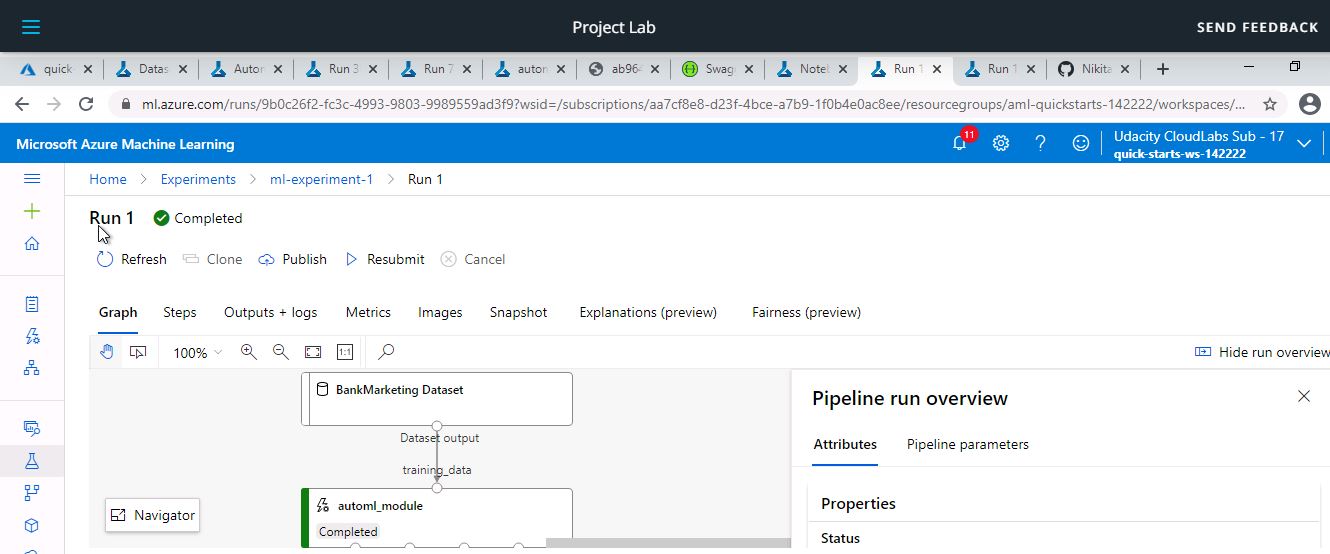 Project Lab
SEND FEEDBACK
quick-
Datas
Autor
Run 3
Run 7
autom
ab964
Swag
Noteb
Run 1
Run 1
Nikita
ml.azure.com/runs/9b0c26f2-fc3c-4993-9803-9989559ad3f9?wsid=/subscriptions/aa7cf8e8-d23f-4bce-a7b9-1f0b4e0ac8ee/resourcegroups/aml-quickstarts-142222/workspaces/...
Microsoft Azure Machine Learning
11
Udacity CloudLabs Sub - 17
quick-starts-ws-142222
Home > Experiments > ml-experiment-1 > Run 1
Run 1 Completed
Refresh Clone Publish Resubmit Cancel
Graph Steps Outputs + logs Metrics Images Snapshot Explanations (preview) Fairness (preview)
100% 1:1 Hide run overview
BankMarketing Dataset
Dataset output
training_data
automl_module
Completed
Navigator
Pipeline run overview
Attributes Pipeline parameters
Properties
Status